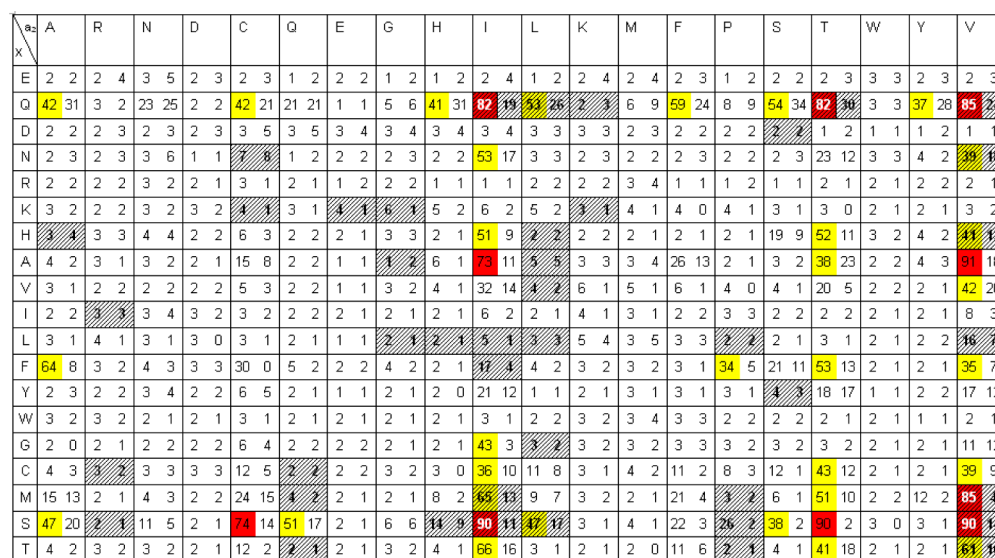 a₂ A R N D C Q E G H I L K M F P S T W Y V
x
E 2 2 2 4 3 5 2 3 2 3 1 2 2 2 1 2 1 2 2 4 1 2 2 4 2 4 2 3 1 2 2 2 2 3 3 3 2 3 2
Q 42 31 3 2 23 25 2 2 42 21 21 21 1 1 5 6 41 31 82 19 53 26 2 3 6 9 59 24 8 9 54 34 82 30 3 3 37 28 85
D 2 2 2 3 2 3 2 3 3 5 3 5 3 4 3 4 3 4 3 4 3 3 3 3 2 3 2 2 2 2 2 2 1 2 1 1 1 2 1
N 2 3 2 3 3 6 1 1 7 8 1 2 2 2 2 3 2 2 53 17 3 3 2 3 2 2 2 3 2 2 2 3 23 12 3 3 4 2 39
R 2 2 2 2 3 2 2 1 3 1 2 1 1 2 2 2 1 1 1 1 2 2 2 2 3 4 1 1 1 2 1 1 2 1 2 1 2 2 2
K 3 2 2 2 3 2 3 2 4 1 3 1 4 1 6 1 5 2 6 2 5 2 3 1 4 1 4 0 4 1 3 1 3 0 2 1 2 1 3
H 3 4 3 3 4 4 2 2 6 3 2 2 2 1 3 3 2 1 51 9 2 2 2 2 2 1 2 1 2 1 19 9 52 11 3 2 4 2 41
A 4 2 3 1 3 2 2 1 15 8 2 2 1 1 1 2 6 1 73 11 5 5 3 3 3 4 26 13 2 1 3 2 38 23 2 2 4 3 91
V 3 1 2 2 2 2 2 2 5 3 2 2 1 1 3 2 4 1 32 14 4 2 6 1 5 1 6 1 4 0 4 1 20 5 2 2 2 1 42
I 2 2 3 3 3 4 3 2 3 2 2 2 2 1 2 1 2 1 6 2 2 1 4 1 3 1 2 2 3 3 2 2 2 2 2 1 2 1 8
L 3 1 4 1 3 1 3 0 3 1 2 1 1 1 2 1 2 1 5 1 3 3 5 4 3 5 3 3 2 2 2 1 3 1 2 1 2 2 16
F 64 8 3 2 4 3 3 3 30 0 5 2 2 2 4 2 2 1 17 4 4 2 3 2 3 2 3 1 34 5 21 11 53 13 2 1 2 1 35
Y 2 3 2 2 3 4 2 2 6 5 2 1 1 1 2 1 2 0 21 12 1 1 2 1 3 1 3 1 3 1 4 3 18 17 1 1 2 2 17
W 3 2 3 2 2 1 2 1 3 1 2 1 2 1 2 1 2 1 3 1 2 2 3 2 3 4 3 3 2 2 2 2 2 1 2 1 1 1 2
G 2 0 2 1 2 2 2 2 6 4 2 2 2 2 2 1 2 1 43 3 3 2 3 2 3 2 3 3 3 2 3 2 3 2 2 1 2 1 11
C 4 3 3 2 3 3 3 3 12 5 2 2 2 2 3 2 3 0 36 10 11 8 3 1 4 2 11 2 8 3 12 1 43 12 2 1 2 1 39
M 15 13 2 1 4 3 2 2 24 15 4 2 2 1 2 1 8 2 65 13 9 7 3 2 2 1 21 4 3 2 6 1 51 10 2 2 12 2 85
S 47 20 2 1 11 5 2 1 74 14 51 17 2 1 6 6 14 9 90 11 47 17 3 1 4 1 22 3 26 2 38 2 90 2 3 0 3 1 90
T 4 2 3 2 3 2 2 1 12 2 2 1 2 1 3 2 4 1 66 16 3 1 2 1 2 0 11 6 2 1 4 1 41 18 2 1 2 1 61